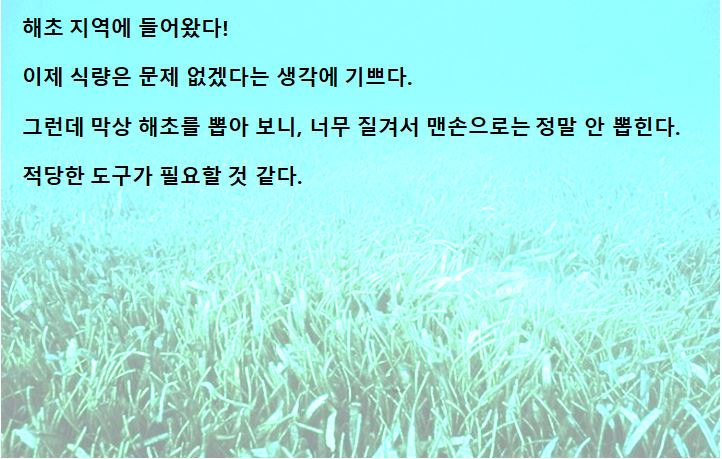 해초 지역에 들어왔다!
이제 식량은 문제 없겠다는 생각에 기쁘다.
그런데 막상 해초를 뽑아 보니, 너무 질겨서 맨손으로는 정말 안 뽑힌다.
적당한 도구가 필요할 것 같다.